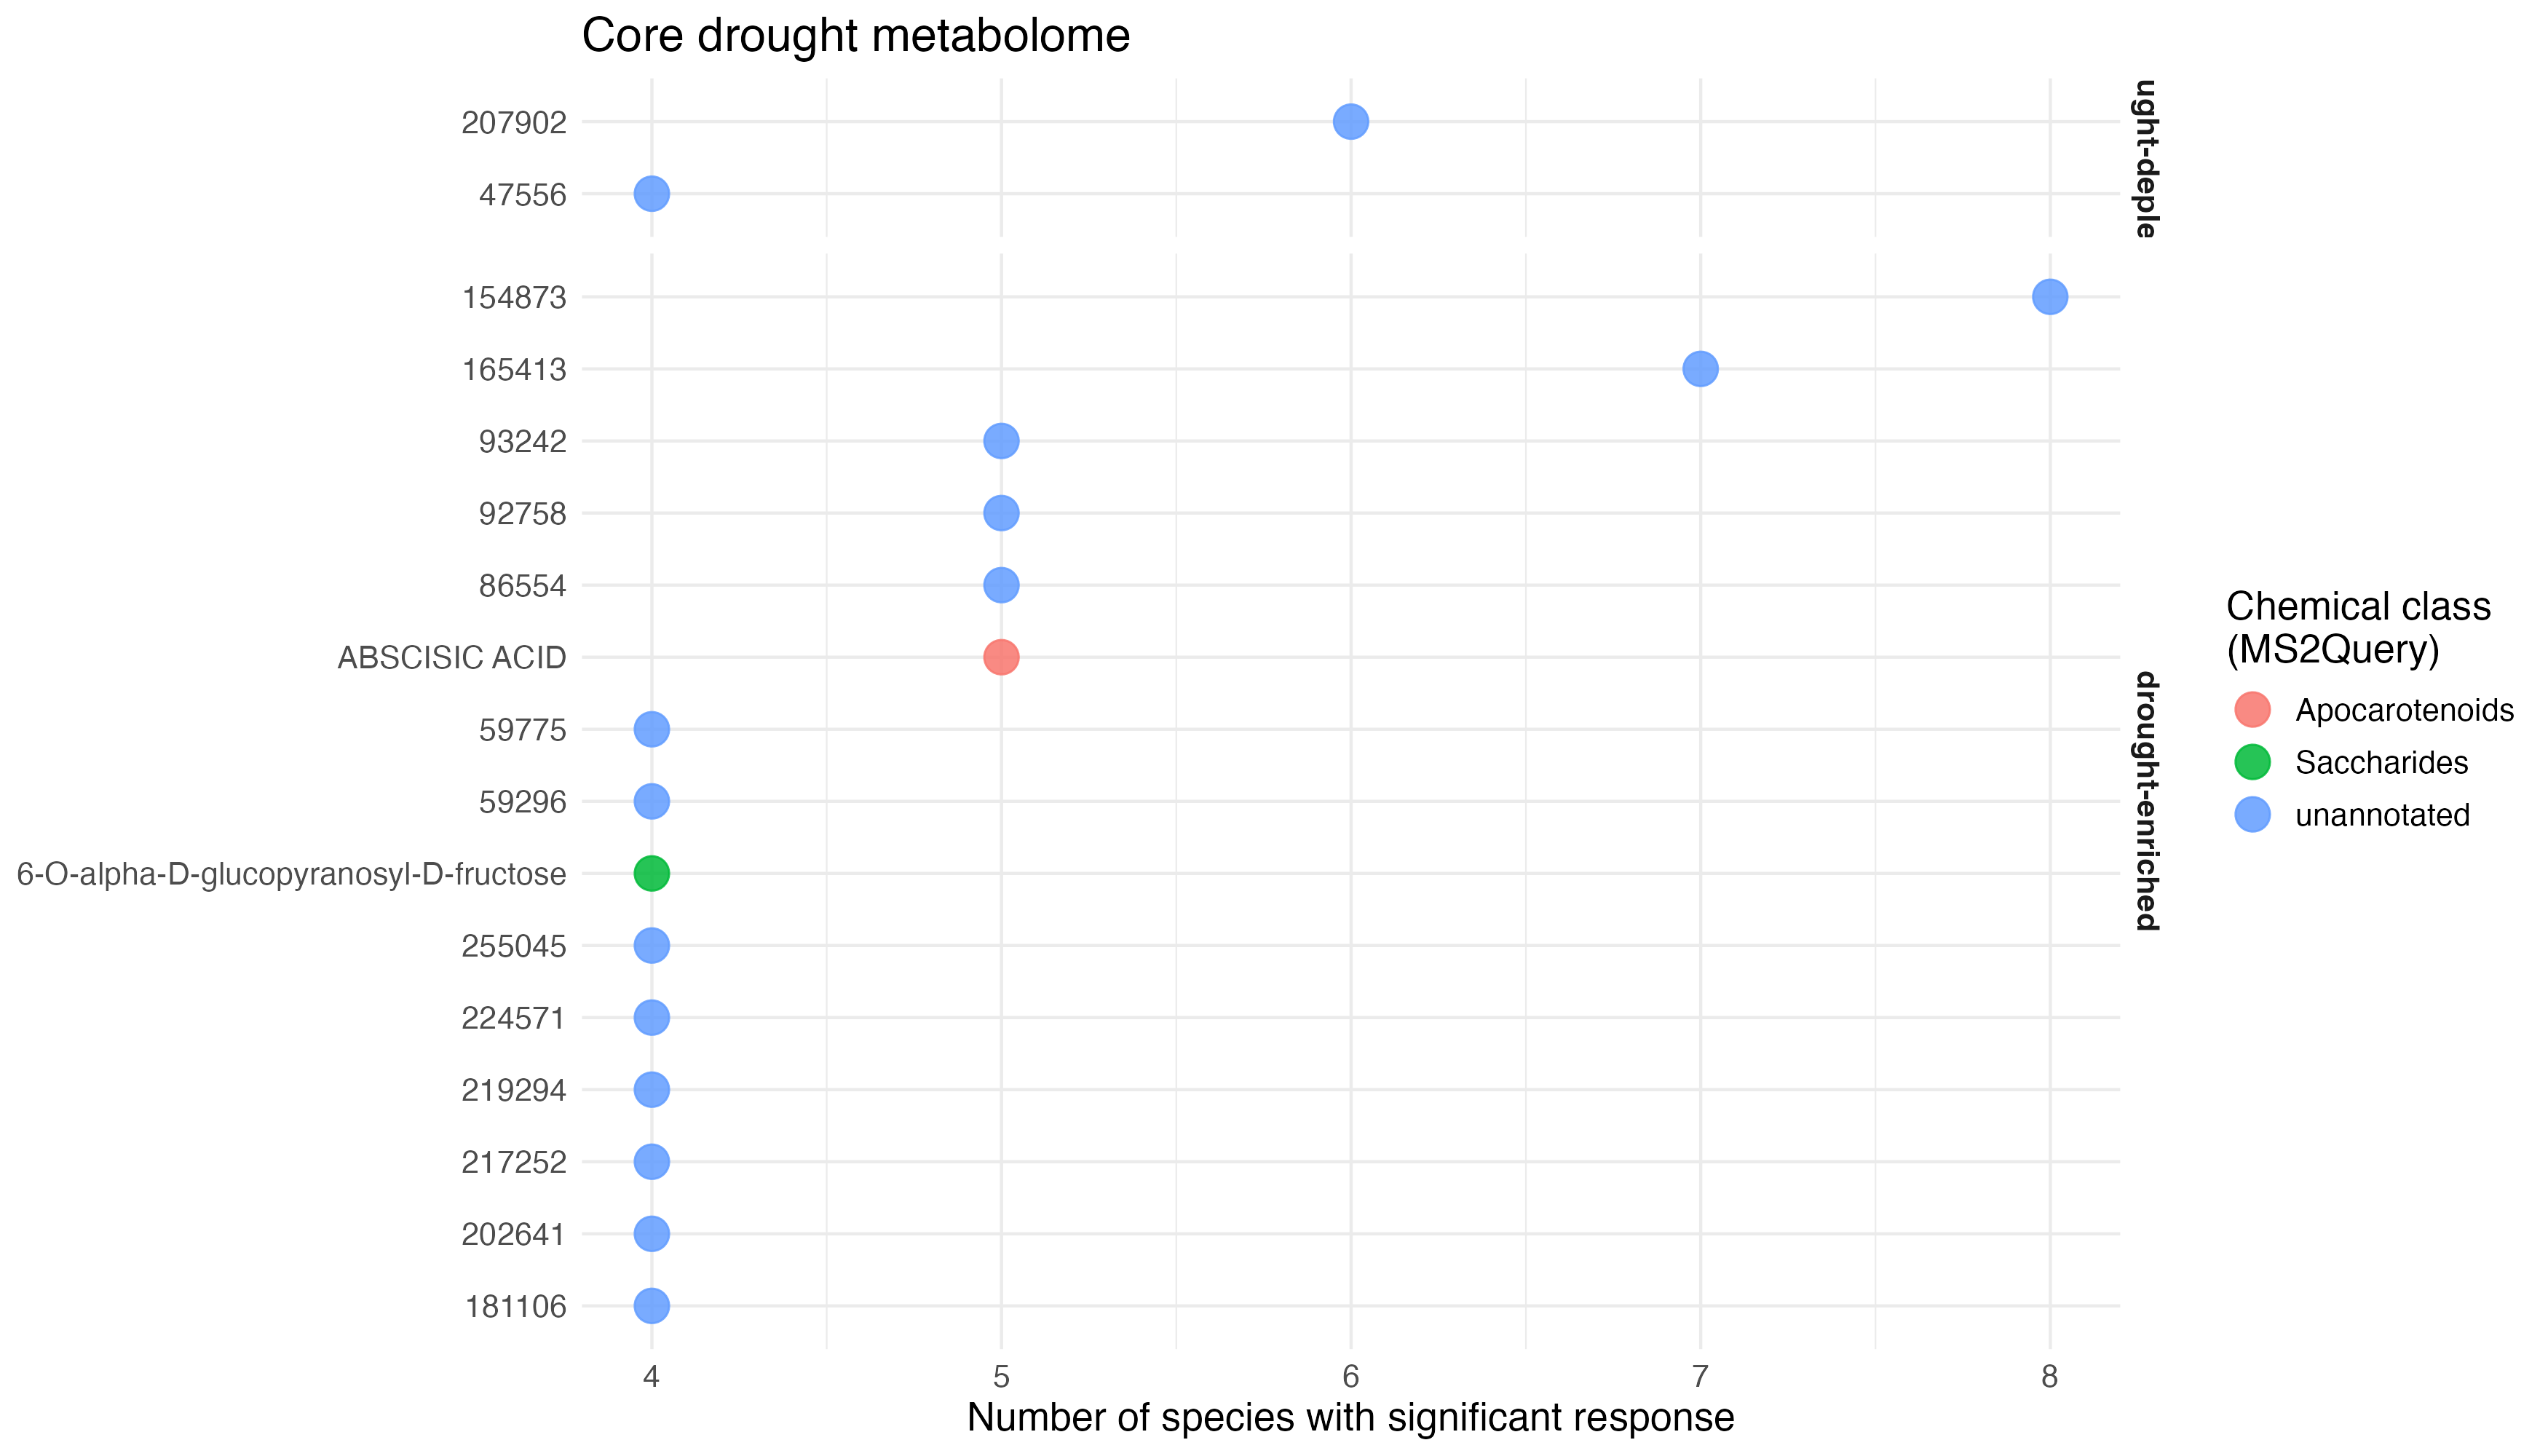 Core drought metabolome
207902
47556
ught-deple
154873
165413
93242
92758
86554
ABSCISIC ACID
59775
59296
6-O-alpha-D-glucopyranosyl-D-fructose
255045
224571
219294
217252
202641
181106
drought-enriched
4 5 6 7 8
Number of species with significant response
Chemical class
(MS2Query)
Apocarotenoids
Saccharides
unannotated